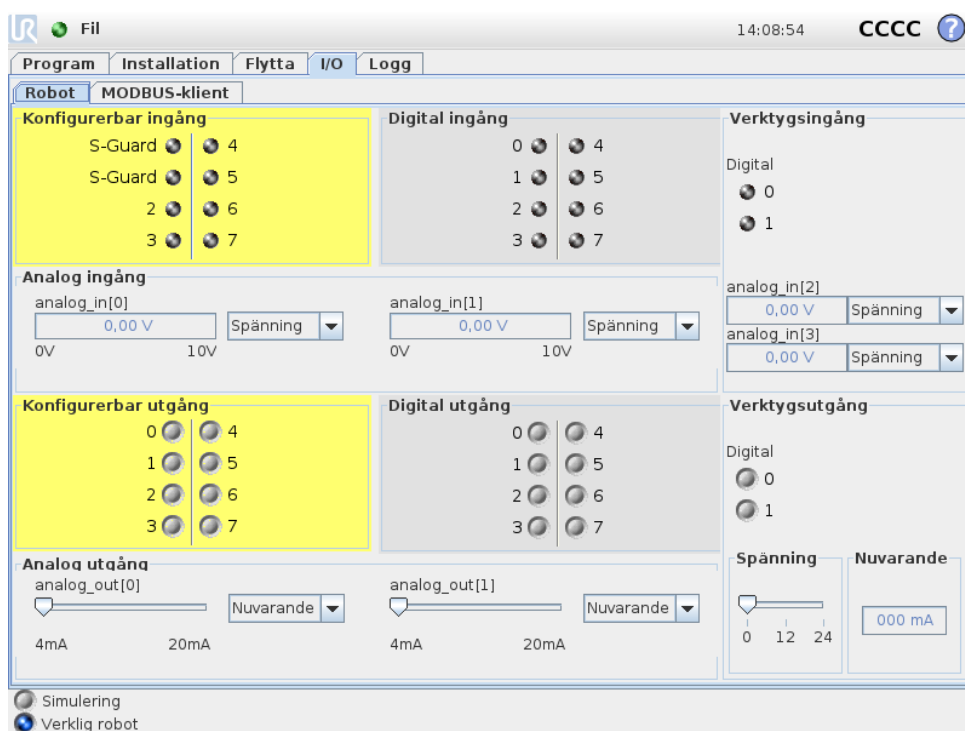 UR Fil 14:08:54 CCCC ?
Program Installation Flytta I/O Logg
Robot MODBUS-klient
Konfigurerbar ingång
S-Guard 4
S-Guard 5
2 6
3 7
Digital ingång
0 4
1 5
2 6
3 7
Verktygsingång
Digital
0
1
analog_in[2]
0,00 V Spänning
analog_in[3]
0,00 V Spänning
Analog ingång
analog_in[0]
0,00 V Spänning
0V 10V
analog_in[1]
0,00 V Spänning
0V 10V
Konfigurerbar utgång
0 4
1 5
2 6
3 7
Digital utgång
0 4
1 5
2 6
3 7
Verktygsutgång
Digital
0
1
Spänning
0 12 24
Nuvarande
000 mA
Analog utgång
analog_out[0]
Nuvarande
4mA 20mA
analog_out[1]
Nuvarande
4mA 20mA
Simulering
Verklig robot